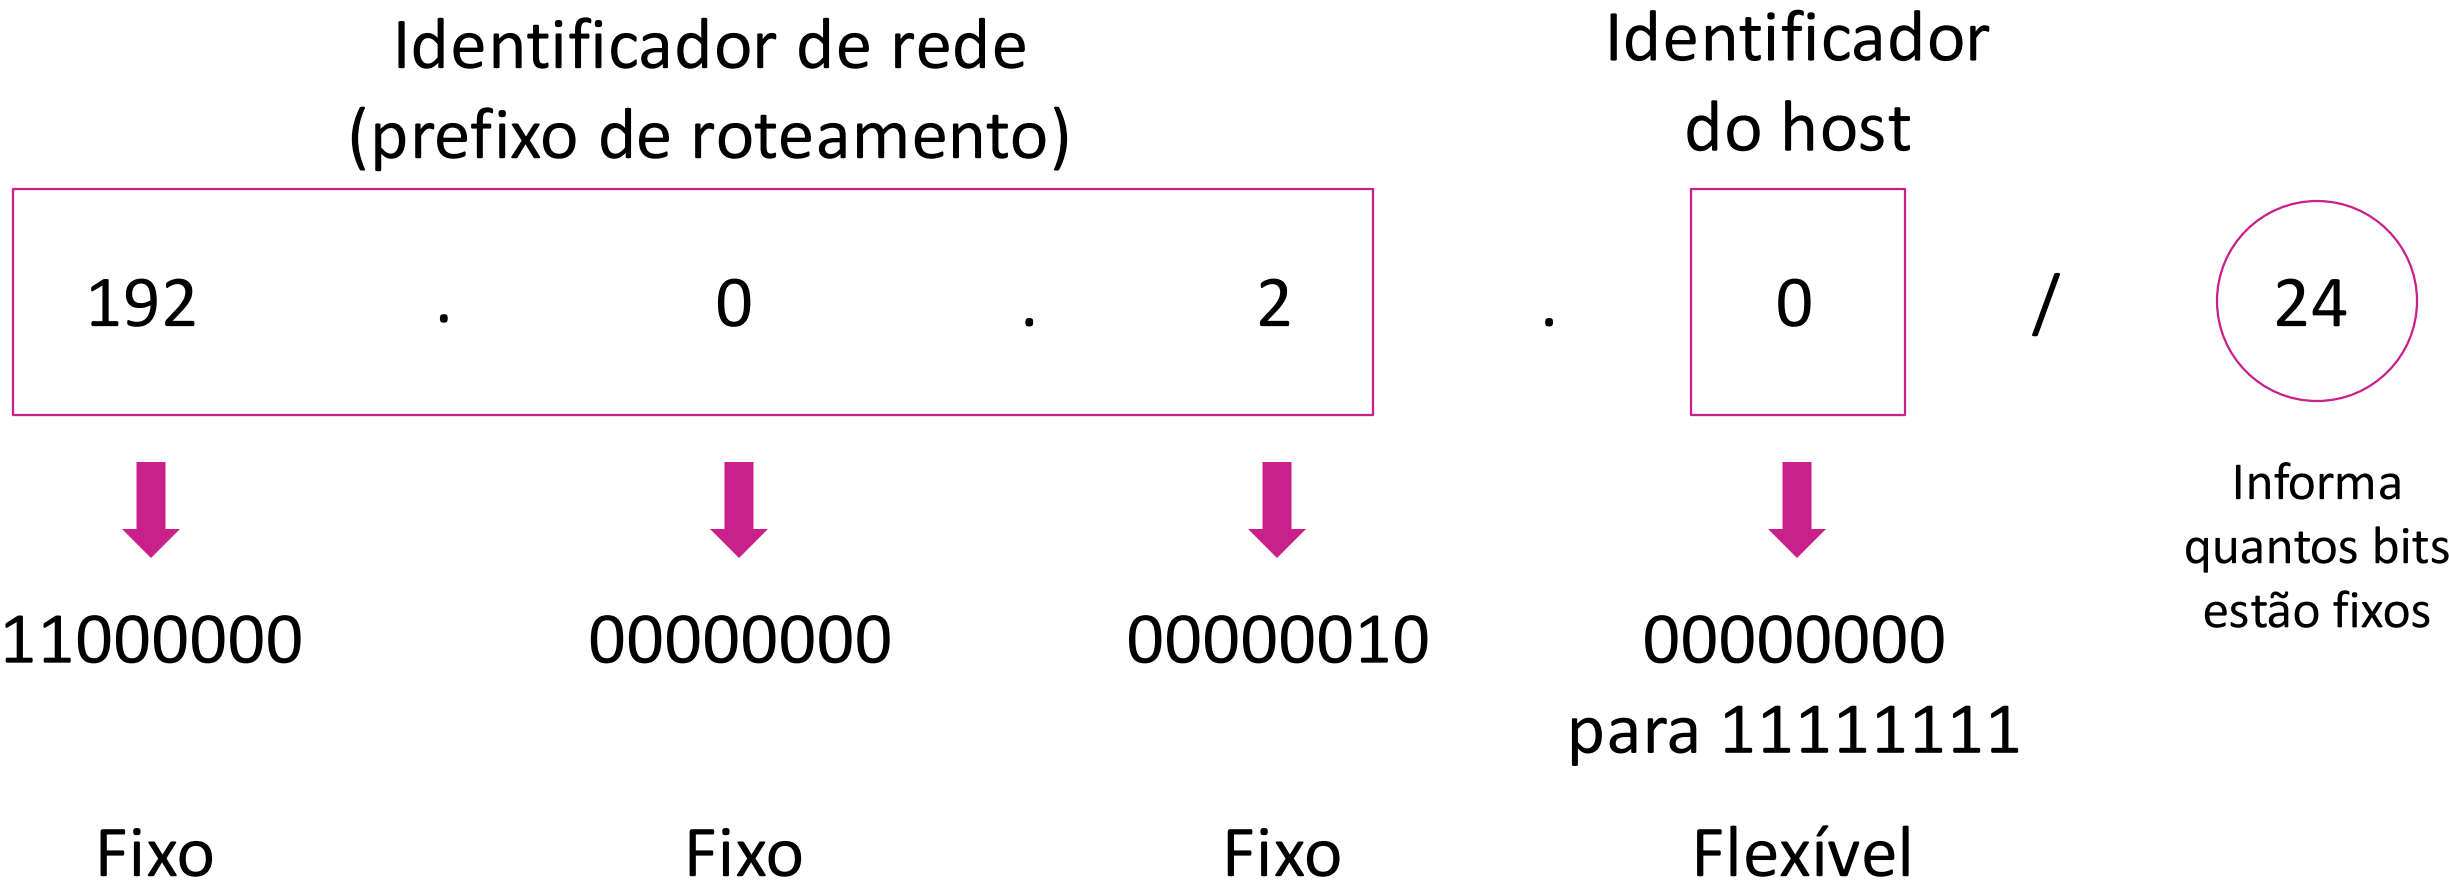 Identificador de rede
(prefixo de roteamento)
Identificador
do host
192 . 0 . 2 . 0 / 24
Informa
quantos bits
estão fixos
11000000 00000000 00000010 00000000
para 11111111
Fixo Fixo Fixo Flexível